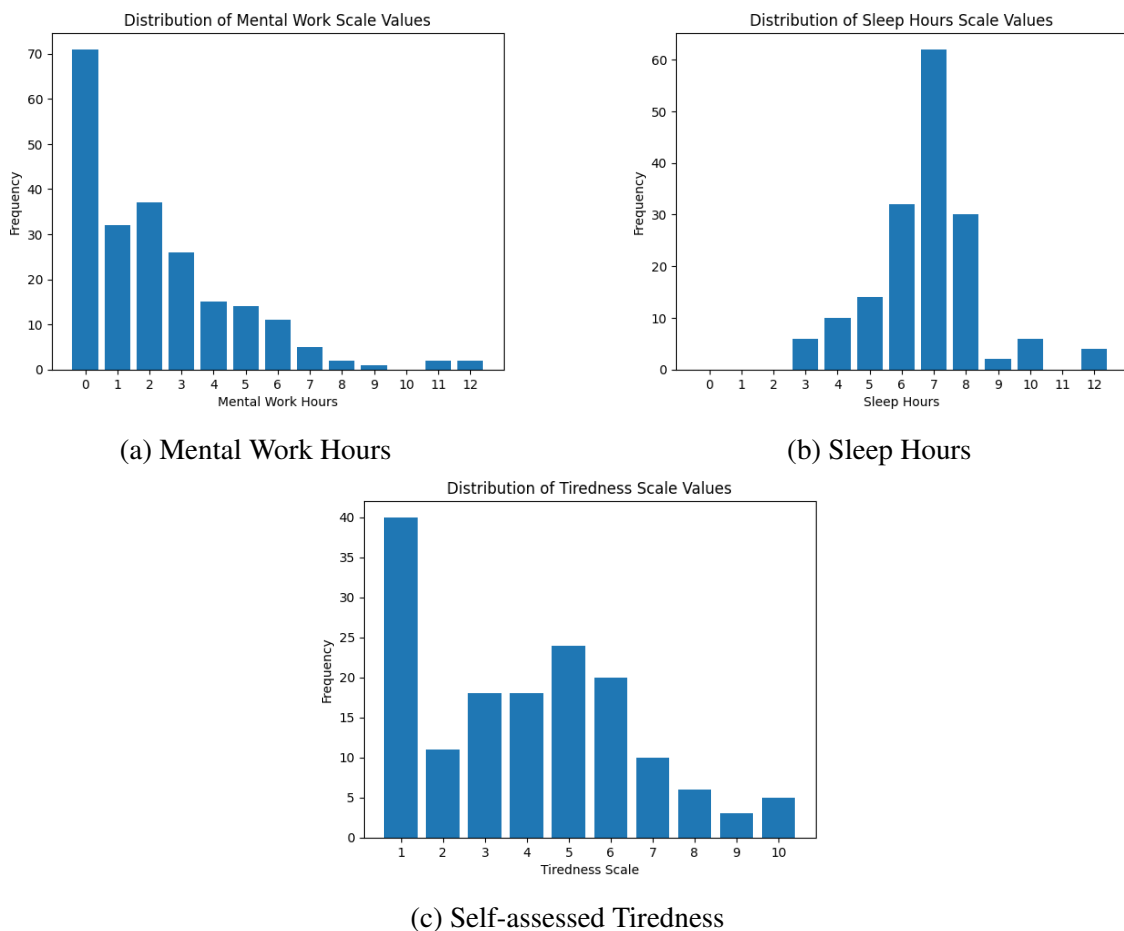 Distribution of Mental Work Scale Values
Frequency
70
60
50
40
30
20
10
0
0 1 2 3 4 5 6 7 8 9 10 11 12
Mental Work Hours
(a) Mental Work Hours
Distribution of Sleep Hours Scale Values
Frequency
60
50
40
30
20
10
0
0 1 2 3 4 5 6 7 8 9 10 11 12
Sleep Hours
(b) Sleep Hours
Distribution of Tiredness Scale Values
Frequency
40
35
30
25
20
15
10
5
0
1 2 3 4 5 6 7 8 9 10
Tiredness Scale
(c) Self-assessed Tiredness